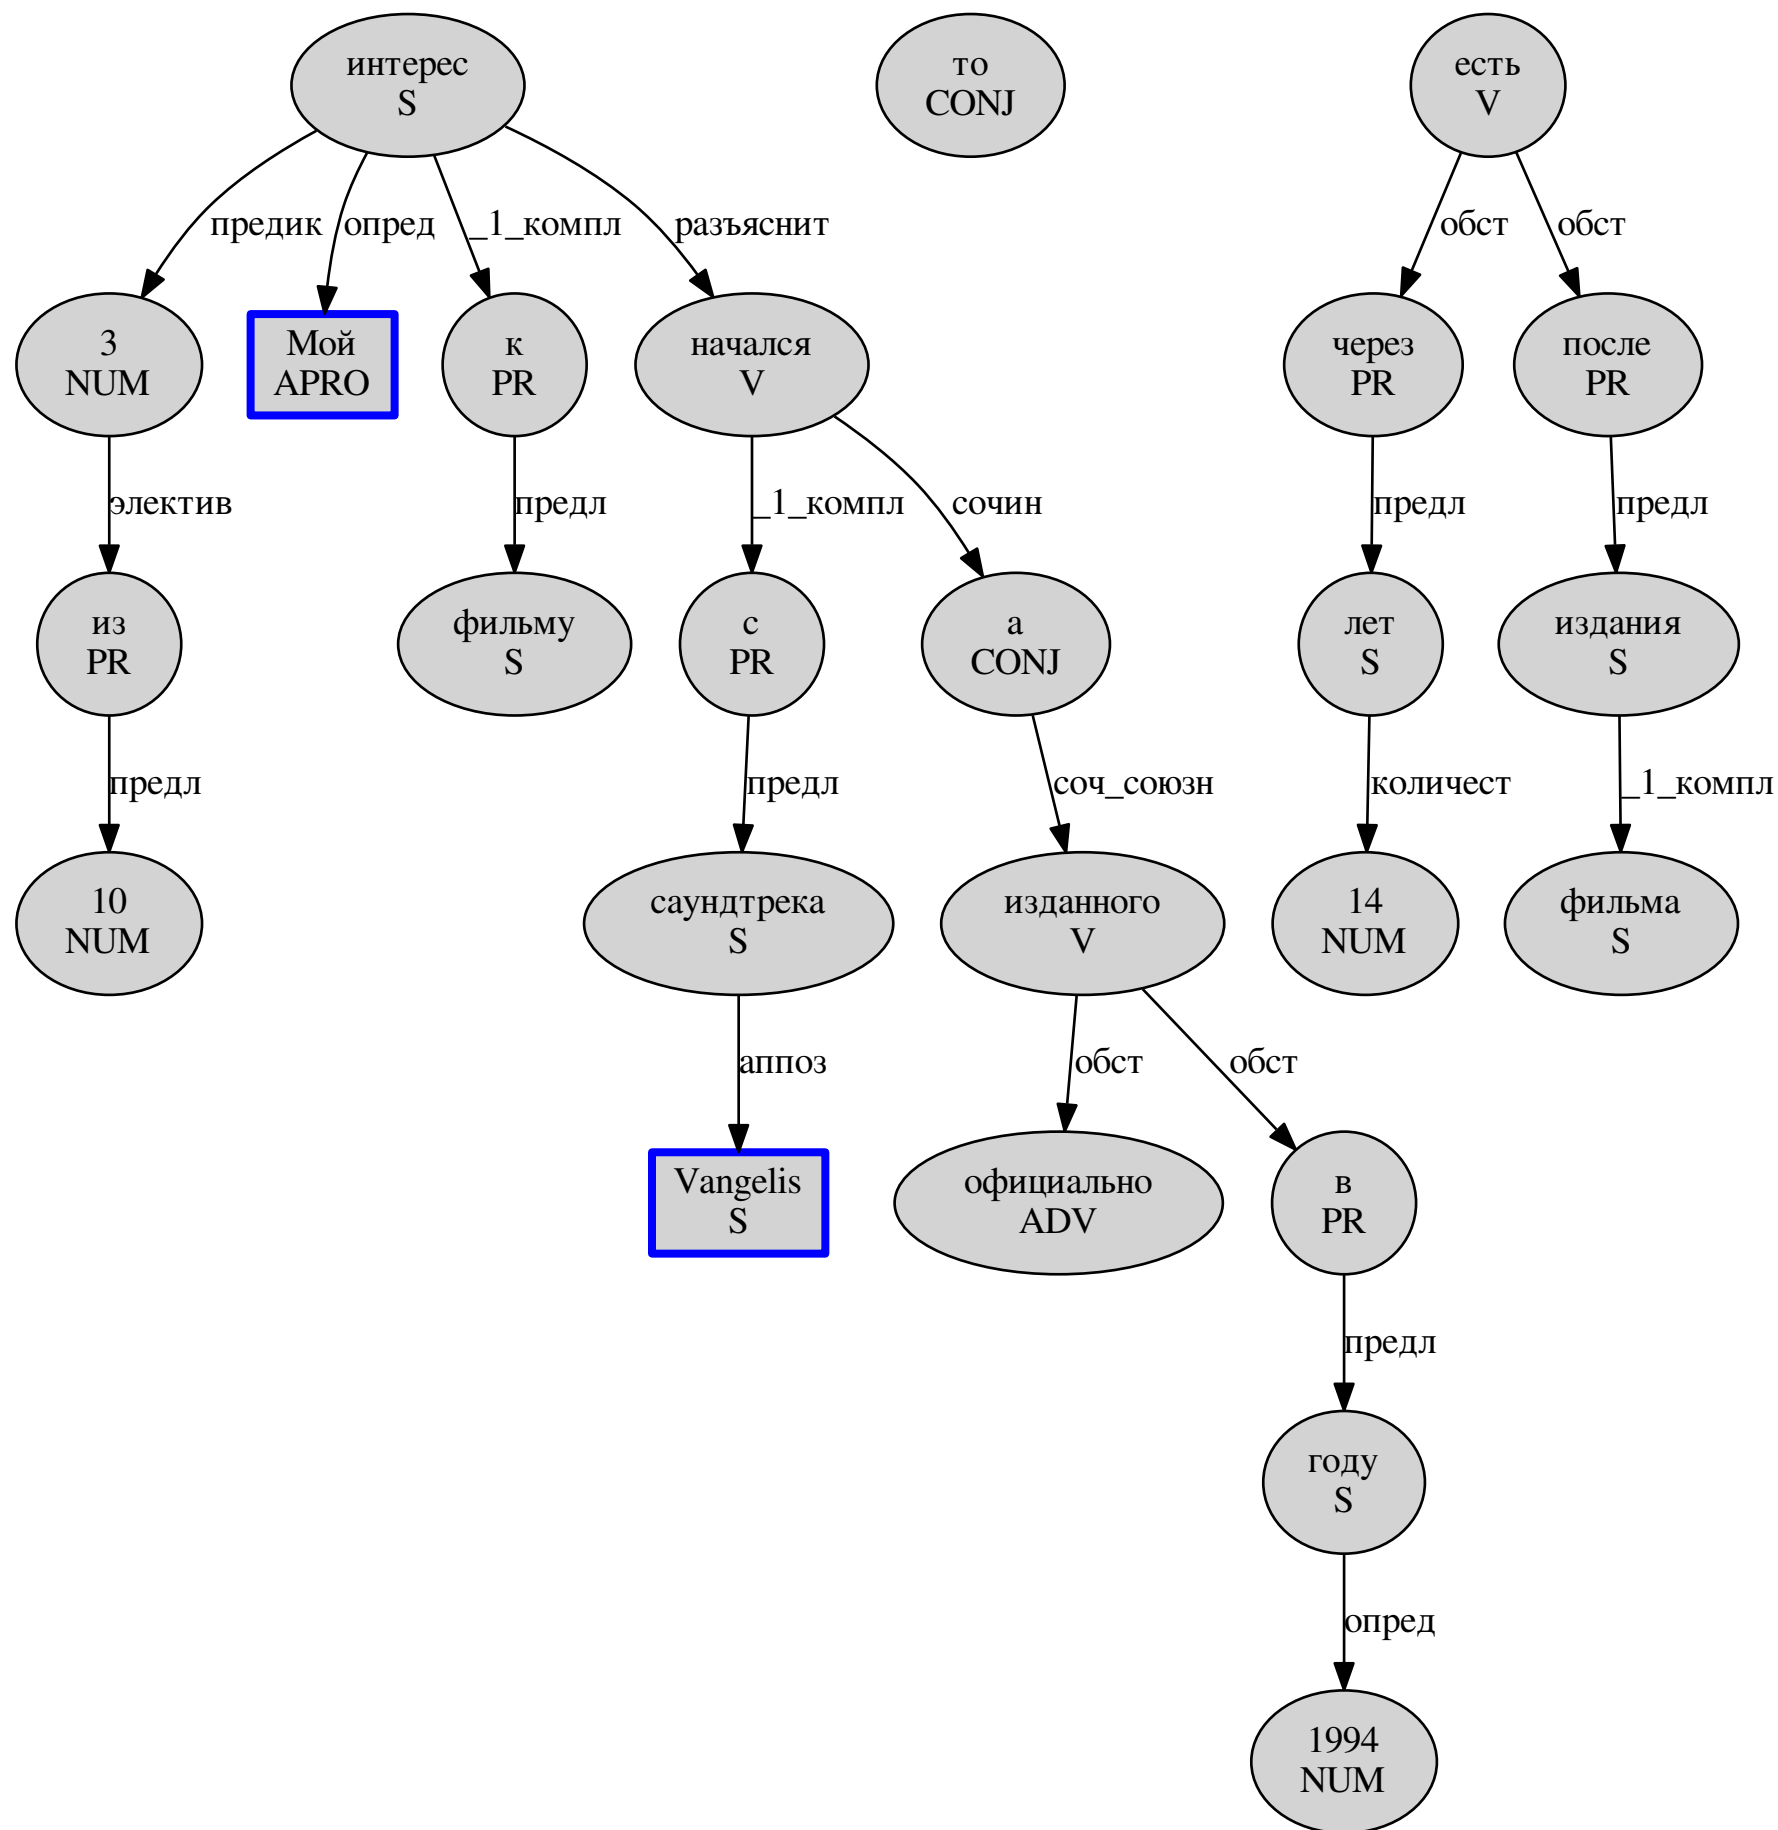 интерес
S
то
CONJ
есть
V
предик
опред
_1_компл
разъяснит
обст
обст
3
NUM
Мой
APRO
к
PR
начался
V
через
PR
после
PR
электив
предл
_1_компл
сочин
предл
предл
из
PR
фильму
S
с
PR
а
CONJ
лет
S
издания
S
предл
предл
соч_союзн
количест
_1_компл
10
NUM
саундтрека
S
изданного
V
14
NUM
фильма
S
аппоз
обст
обст
Vangelis
S
официально
ADV
в
PR
предл
году
S
опред
1994
NUM